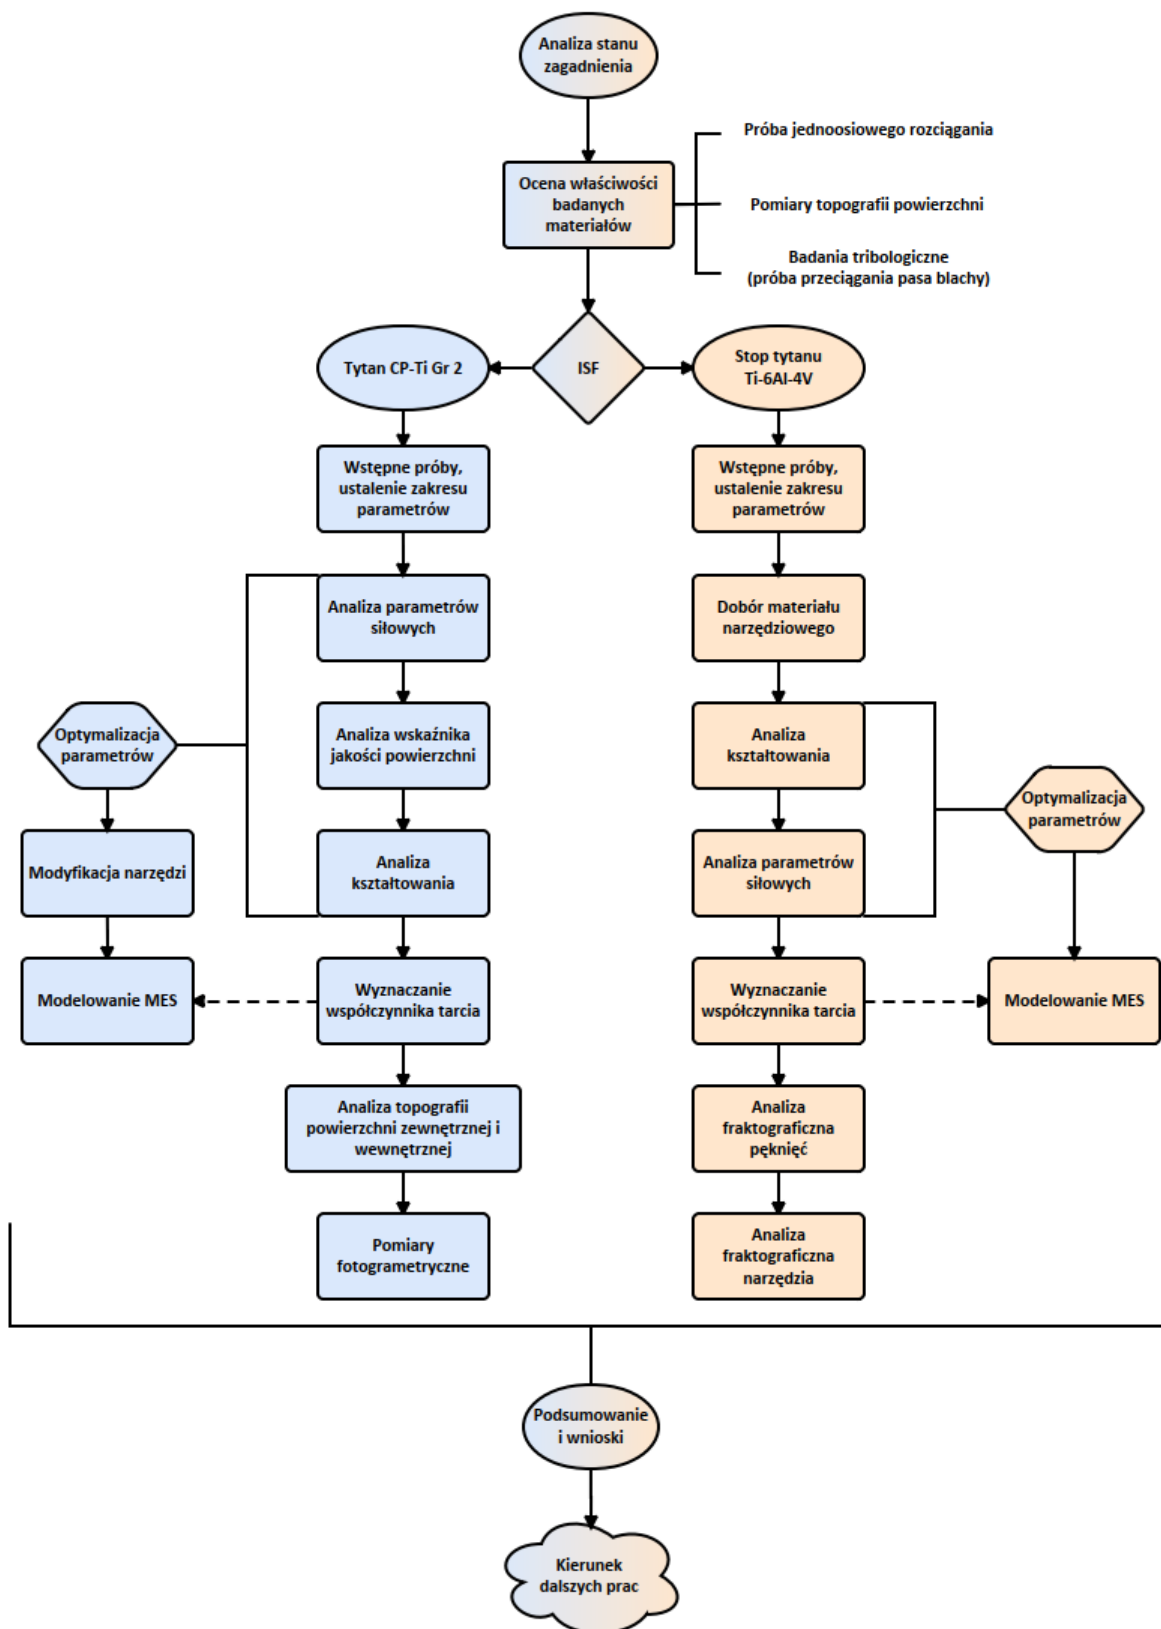 Analiza stanu
zagadnienia
Próba jednoosiowego rozciągania
Ocena właściwości
badanych
materiałów
Pomiary topografii powierzchni
Badania tribologiczne
(próba przeciągania pasa blachy)
Tytan CP-Ti Gr 2
ISF
Stop tytanu
Ti-6Al-4V
Wstępne próby,
ustalenie zakresu
parametrów
Wstępne próby,
ustalenie zakresu
parametrów
Analiza parametrów
siłowych
Dobór materiału
narzędziowego
Optymalizacja
parametrów
Analiza wskaźnika
jakości powierzchni
Analiza
kształtowania
Optymalizacja
parametrów
Modyfikacja narzędzi
Analiza
kształtowania
Analiza parametrów
siłowych
Modelowanie MES
Wyznaczanie
współczynnika tarcia
Wyznaczanie
współczynnika tarcia
Modelowanie MES
Analiza topografii
powierzchni zewnętrznej i
wewnętrznej
Analiza
fraktograficzna
pęknięć
Pomiary
fotogrametryczne
Analiza
fraktograficzna
narzędzia
Podsumowanie
i wnioski
Kierunek
dalszych prac